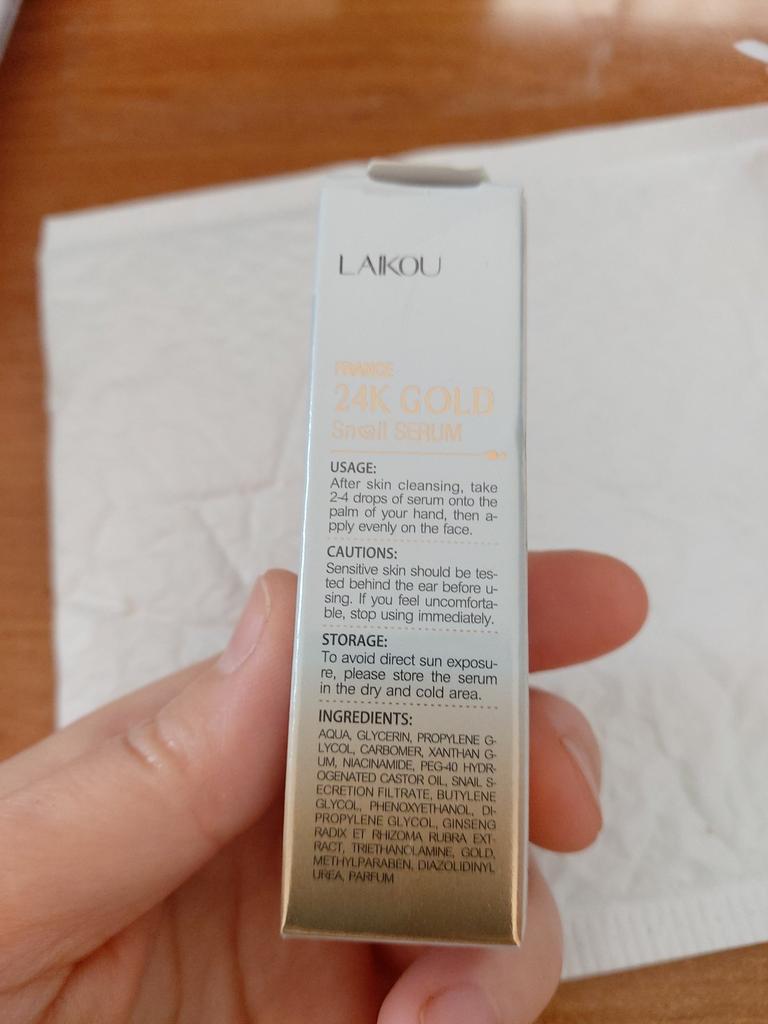 LAIKOU
FRANCE
24K GOLD
Snail SERUM
USAGE:
After skin cleansing, take
2-4 drops of serum onto the
palm of your hand, then a-
pply evenly on the face.
CAUTIONS:
Sensitive skin should be tes-
ted behind the ear before u-
sing. If you feel uncomforta-
ble, stop using immediately.
STORAGE:
To avoid direct sun exposu-
re, please store the serum
in the dry and cold area.
INGREDIENTS:
AQUA, GLYCERIN, PROPYLENE G-
LYCOL, CARBOMER, XANTHAN G-
UM, NIACINAMIDE, PEG-40 HYDR-
OGENATED CASTOR OIL, SNAIL S-
ECRETION FILTRATE, BUTYLENE
GLYCOL, PHENOXYETHANOL, DI-
PROPYLENE GLYCOL, GINSENG
RADIX ET RHIZOMA RUBRA EXT-
RACT, TRIETHANOLAMINE, GOLD,
METHYLPARABEN, DIAZOLIDINYL
UREA, PARFUM